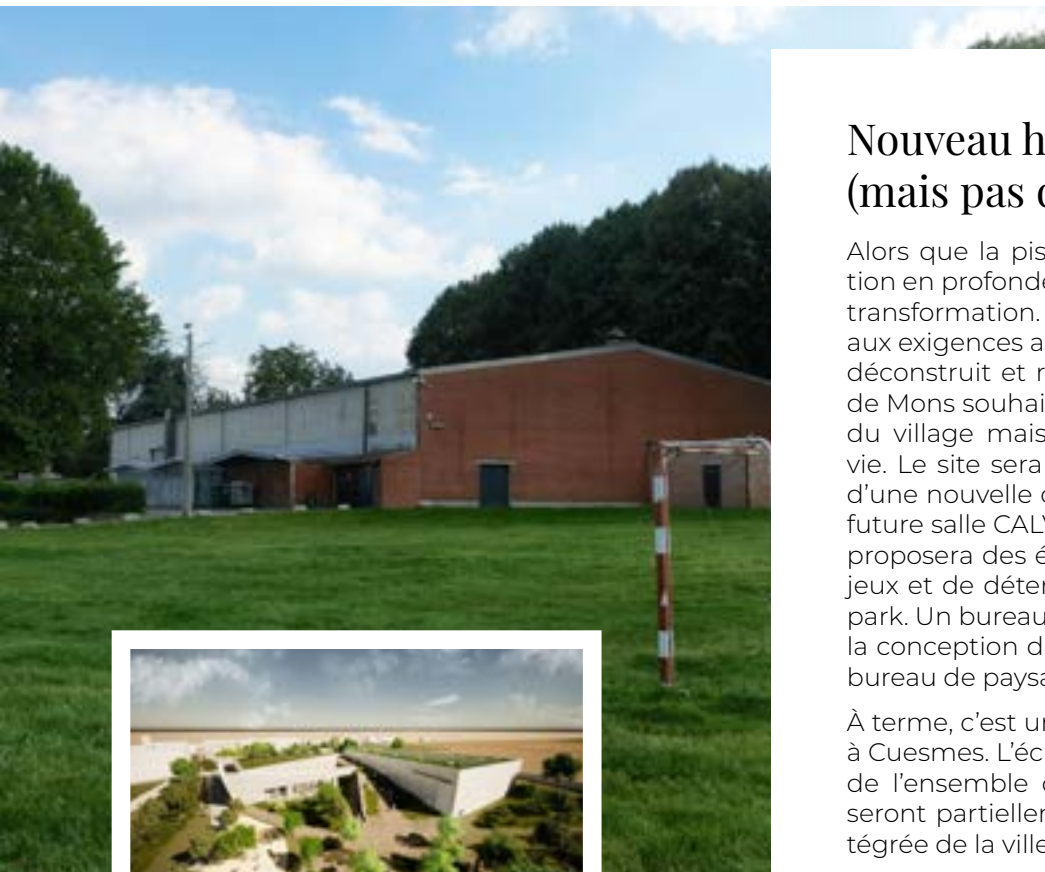 Nouveau h
(mais pas
Alors que la pis
tion en profonde
transformation.
aux exigences a
déconstruit et r
de Mons souhai
du village mais
vie. Le site sera
d’une nouvelle
future salle CAL
proposera des é
jeux et de déter
park. Un bureau
la conception d
bureau de paysa
À terme, c’est un
à Cuesmes. L’éc
de l’ensemble
seront partieller
tégrée de la ville